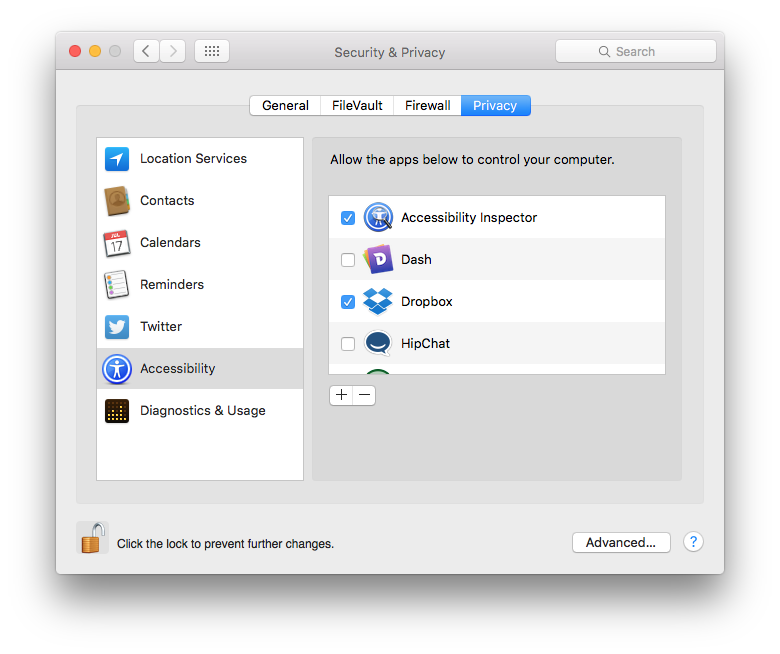 Security & Privacy
Search
General
FileVault
Firewall
Privacy
Location Services
Contacts
JUL
17
Calendars
Reminders
Twitter
Accessibility
Diagnostics & Usage
Allow the apps below to control your computer.
Accessibility Inspector
D
Dash
Dropbox
HipChat
+
−
Click the lock to prevent further changes.
Advanced...
?